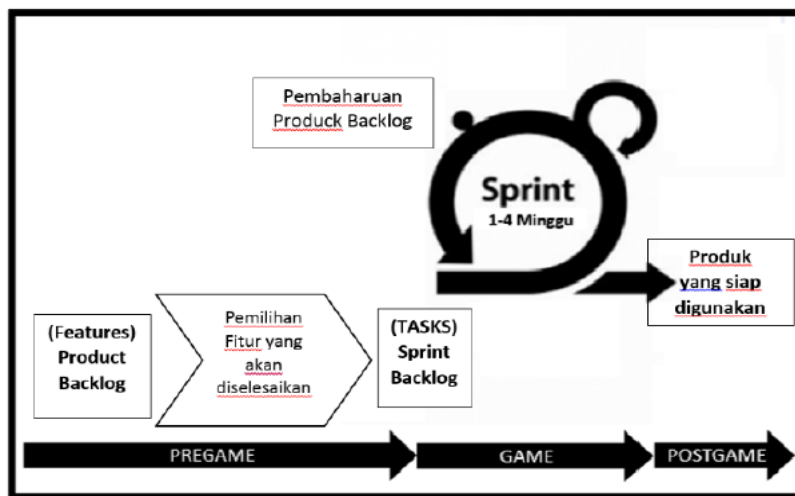 Pembaharuan
Produck Backlog
Sprint
1-4 Minggu
Produk
yang siap
digunakan
(Features)
Product
Backlog
Pemilihan
Fitur yang
akan
diselesaikan
(TASKS)
Sprint
Backlog
PREGAME
GAME
POSTGAME